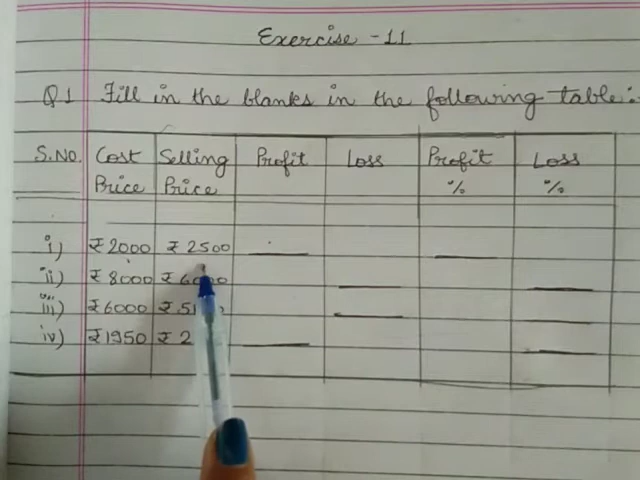 Exercise - 11
Q1 Fill in the blanks in the following table:-
S.NO. Cost Price Selling Price Profit Loss Profit % Loss %
i) ₹2000 ₹2500
ii) ₹8000 ₹6000
iii) ₹6000
iv) ₹1950